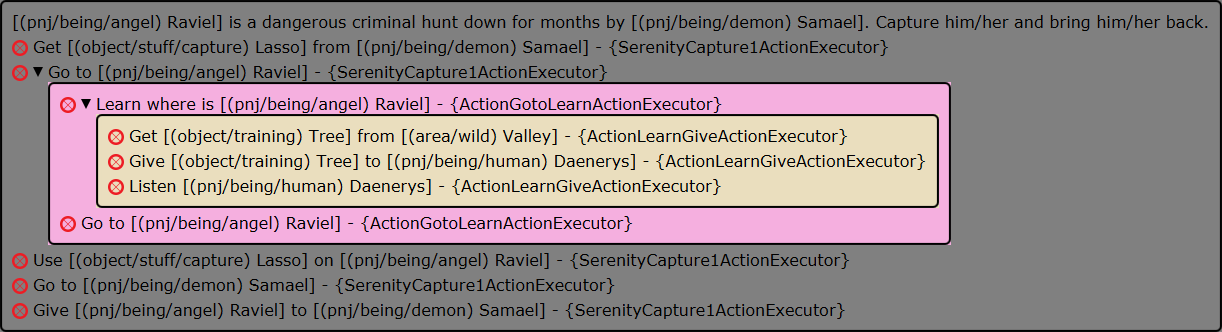 [(pnj/being/angel) Raviel] is a dangerous criminal hunt down for months by [(pnj/being/demon) Samael]. Capture him/her and bring him/her back.
Get [(object/stuff/capture) Lasso] from [(pnj/being/demon) Samael] - {SerenityCapture1ActionExecutor}
Go to [(pnj/being/angel) Raviel] - {SerenityCapture1ActionExecutor}
Learn where is [(pnj/being/angel) Raviel] - {ActionGotoLearnActionExecutor}
Get [(object/training) Tree] from [(area/wild) Valley] - {ActionLearnGiveActionExecutor}
Give [(object/training) Tree] to [(pnj/being/human) Daenerys] - {ActionLearnGiveActionExecutor}
Listen [(pnj/being/human) Daenerys] - {ActionLearnGiveActionExecutor}
Go to [(pnj/being/angel) Raviel] - {ActionGotoLearnActionExecutor}
Use [(object/stuff/capture) Lasso] on [(pnj/being/angel) Raviel] - {SerenityCapture1ActionExecutor}
Go to [(pnj/being/demon) Samael] - {SerenityCapture1ActionExecutor}
Give [(pnj/being/angel) Raviel] to [(pnj/being/demon) Samael] - {SerenityCapture1ActionExecutor}